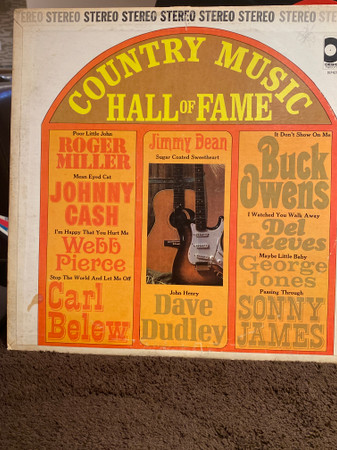 STEREO STEREO STEREO STEREO STEREO STEREO STEREO STEREO STEREO
COUNTRY MUSIC
HALL OF FAME
Poor Little John
ROGER
MILLER
Mean Eyed Cat
JOHNNY
CASH
I'm Happy That You Hurt Me
Webb
Pierce
Stop The World And Let Me Off
Carl
Belew
Jimmy Dean
Sugar Coated Sweetheart
John Henry
Dave
Dudley
It Don't Show On Me
Buck
Owens
I Watched You Walk Away
Del
Reeves
Maybe Little Baby
George
Jones
Passing Through
SONNY
JAMES